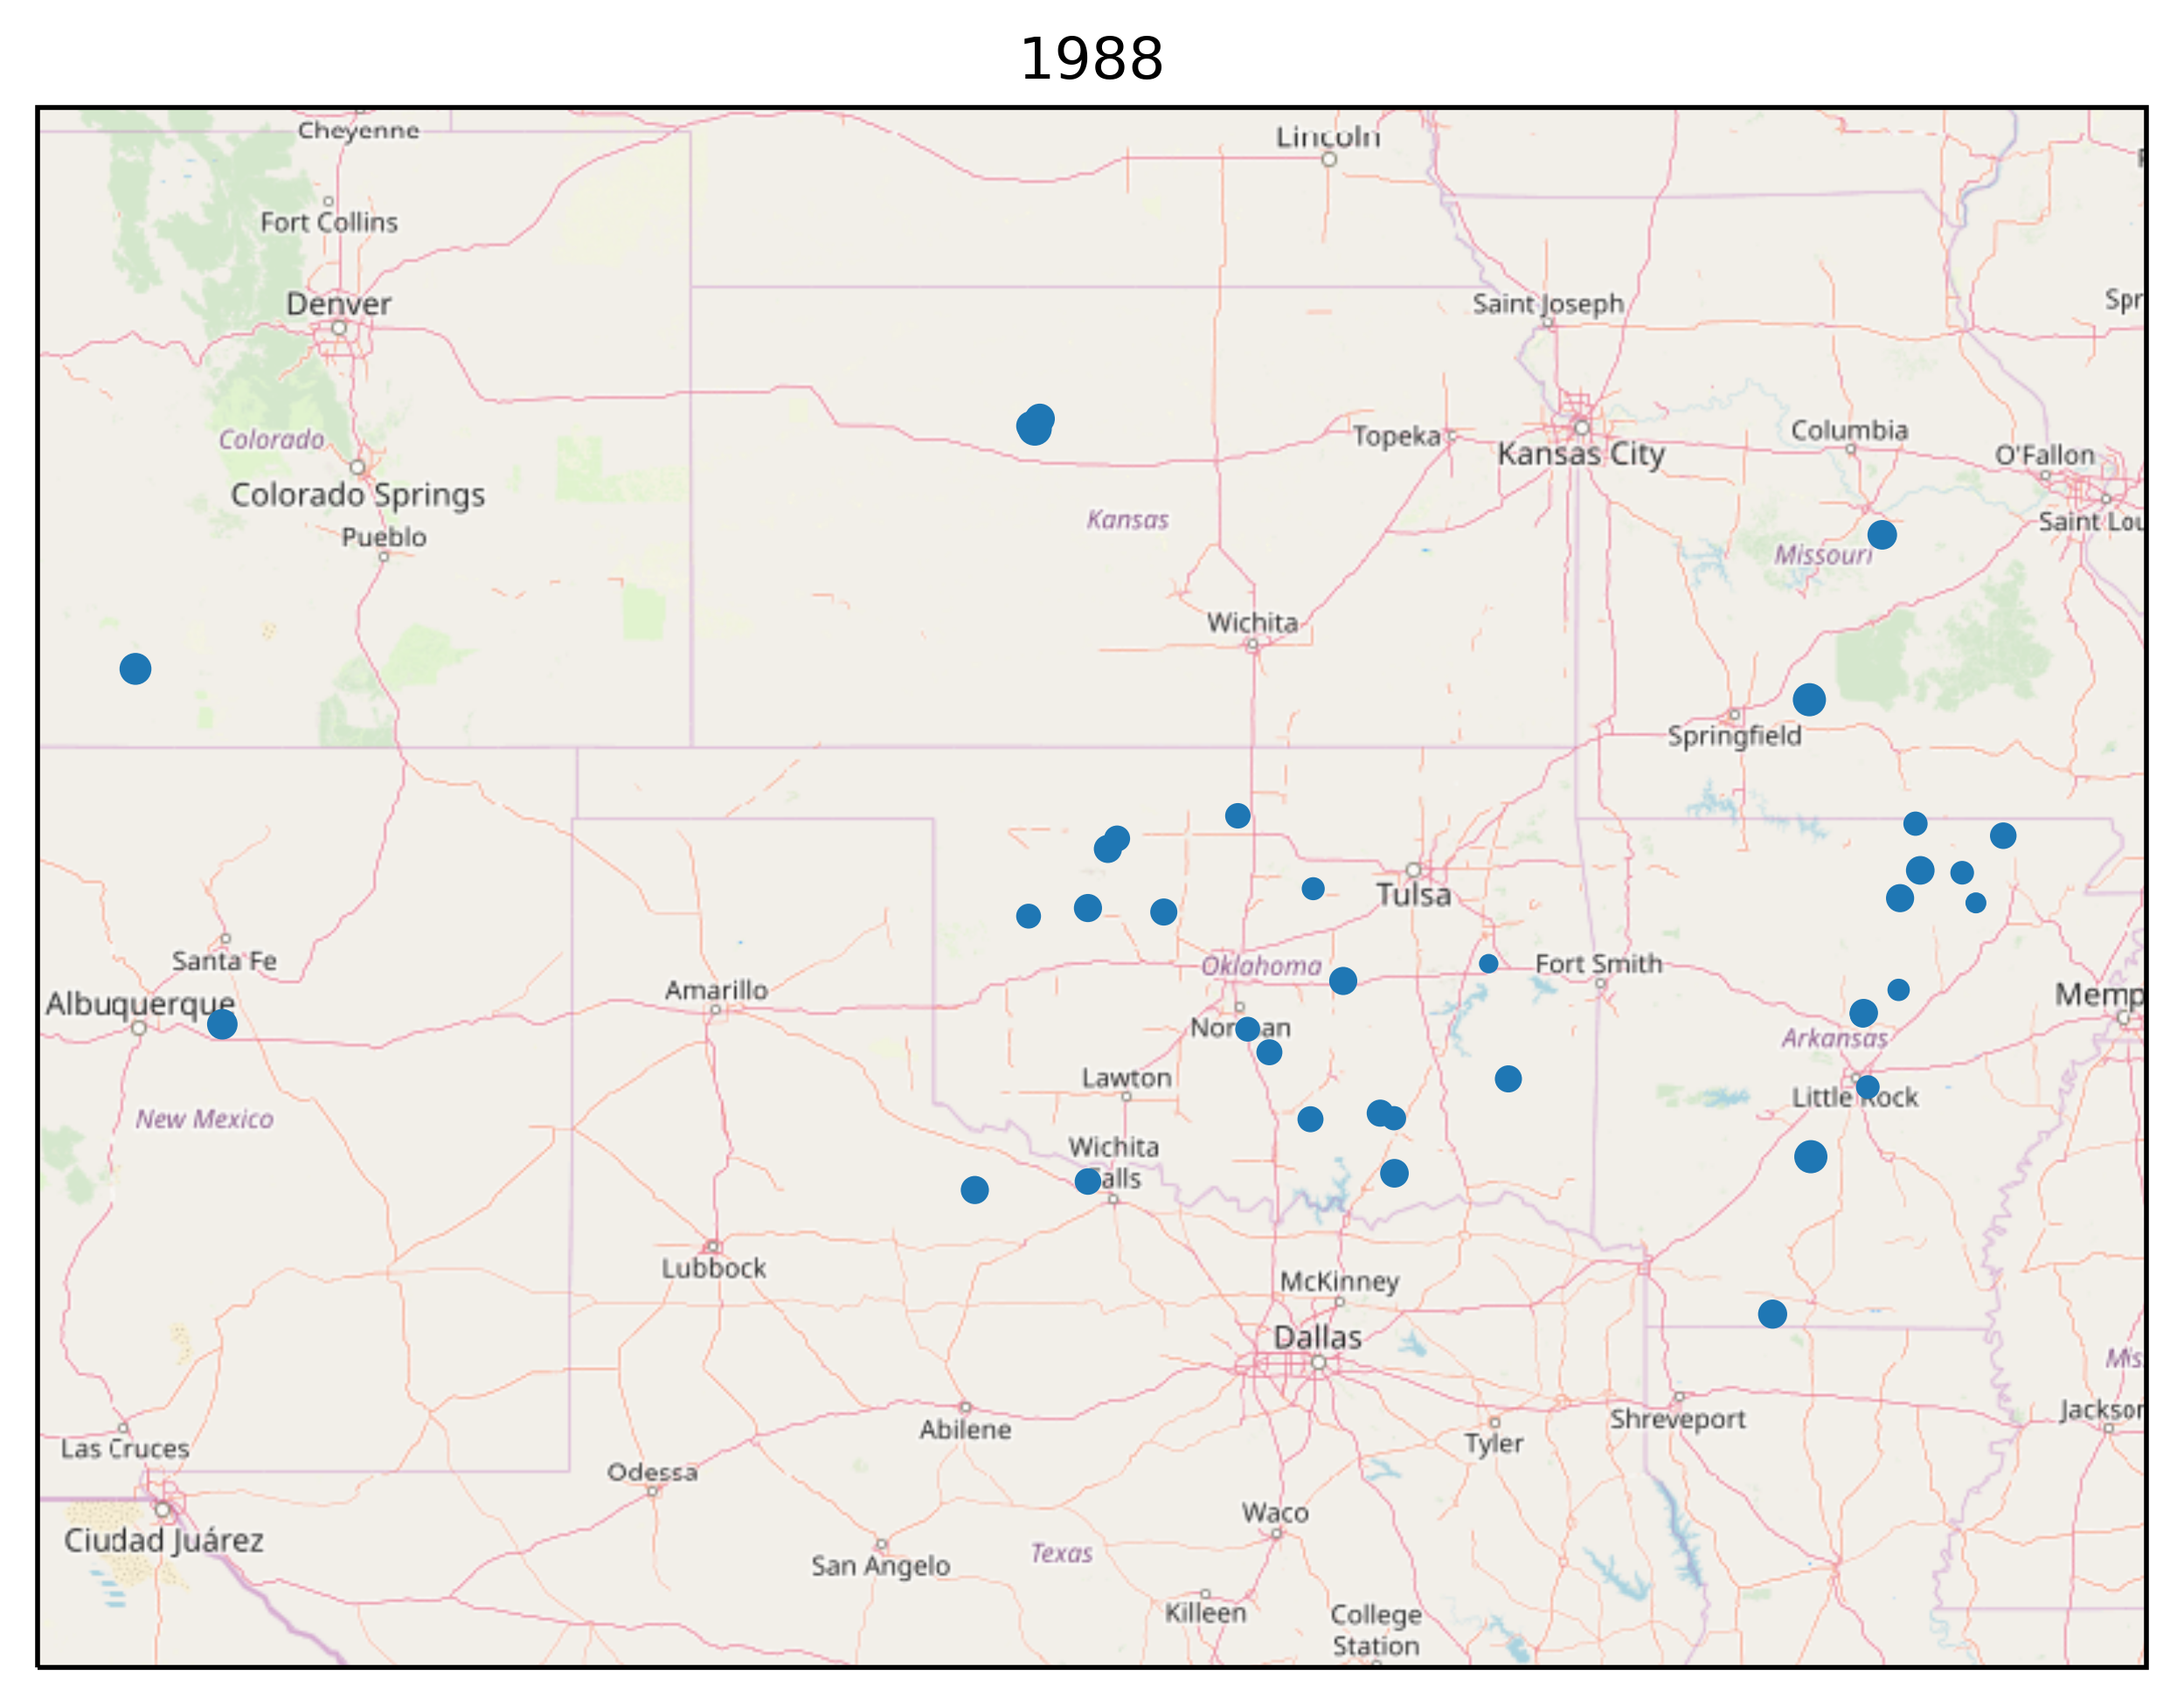 1988
Cheyenne
Lincoln
Fort Collins
Denver
Saint Joseph
Spr
Colorado
Topeka
Kansas City
Columbia
O'Fallon
Colorado Springs
Kansas
Saint Lou
Pueblo
Missouri
Wichita
Springfield
Tulsa
Santa Fe
Oklahoma
Fort Smith
Albuquerque
Amarillo
Memp
Norman
Arkansas
Lawton
Little Rock
New Mexico
Wichita
Falls
Lubbock
McKinney
Dallas
Mis
Abilene
Shreveport
Jackson
Las Cruces
Tyler
Odessa
Waco
Ciudad Juárez
San Angelo
Texas
Killeen
College
Station